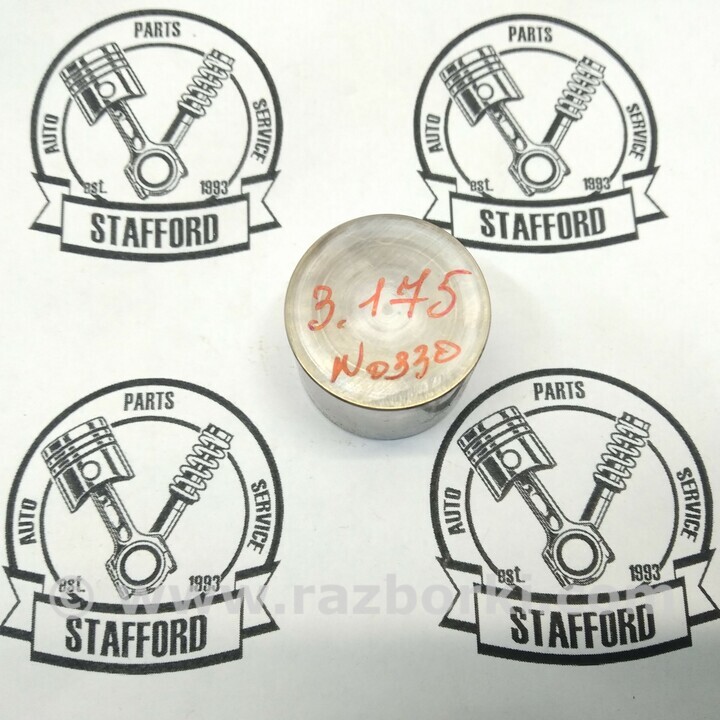 PARTS
AUTO
SERVICE
est. 1993
STAFFORD
PARTS
AUTO
SERVICE
est. 1993
STAFFORD
3.175
N0330
PARTS
AUTO
SERVICE
est. 1993
STAFFORD
PARTS
AUTO
SERVICE
est. 1993
STAFFORD
© www.razborki.com